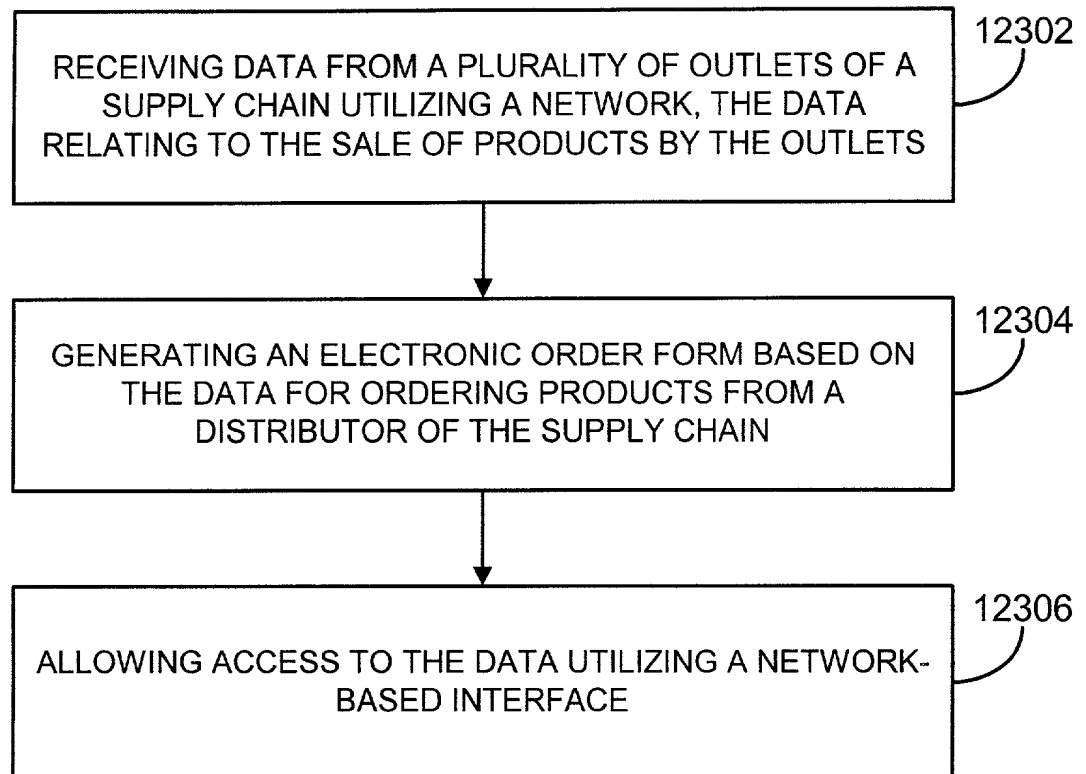 12302
RECEIVING DATA FROM A PLURALITY OF OUTLETS OF A
SUPPLY CHAIN UTILIZING A NETWORK, THE DATA
RELATING TO THE SALE OF PRODUCTS BY THE OUTLETS
12304
GENERATING AN ELECTRONIC ORDER FORM BASED ON
THE DATA FOR ORDERING PRODUCTS FROM A
DISTRIBUTOR OF THE SUPPLY CHAIN
12306
ALLOWING ACCESS TO THE DATA UTILIZING A NETWORK-
BASED INTERFACE